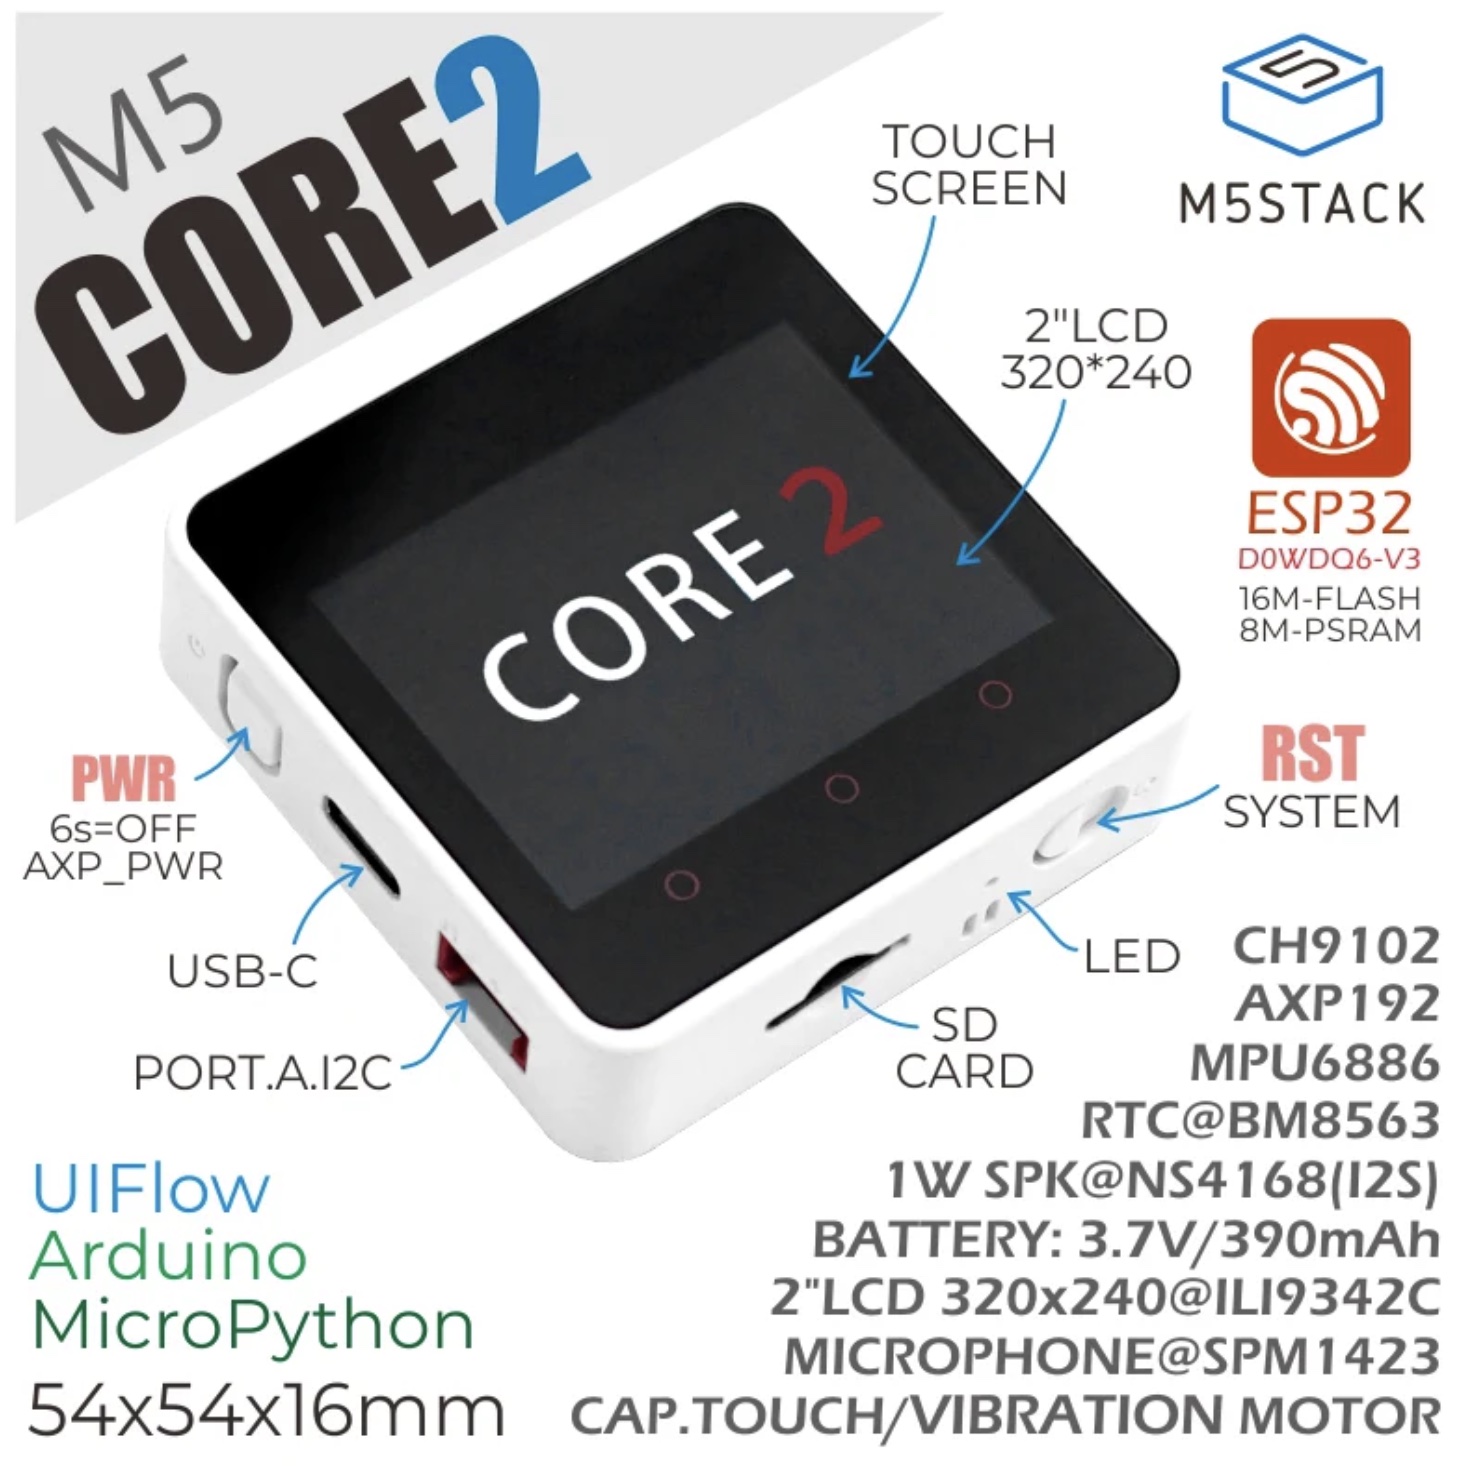 M5
CORE2
5
M5STACK
TOUCH
SCREEN
2"LCD
320*240
ESP32
D0WDQ6-V3
16M-FLASH
8M-PSRAM
CORE 2
PWR
6s=OFF
AXP_PWR
RST
SYSTEM
USB-C
PORT.A.I2C
LED
SD
CARD
CH9102
AXP192
MPU6886
RTC@BM8563
1W SPK@NS4168(I2S)
BATTERY: 3.7V/390mAh
2"LCD 320x240@ILI9342C
MICROPHONE@SPM1423
CAP.TOUCH/VIBRATION MOTOR
UIFlow
Arduino
MicroPython
54x54x16mm